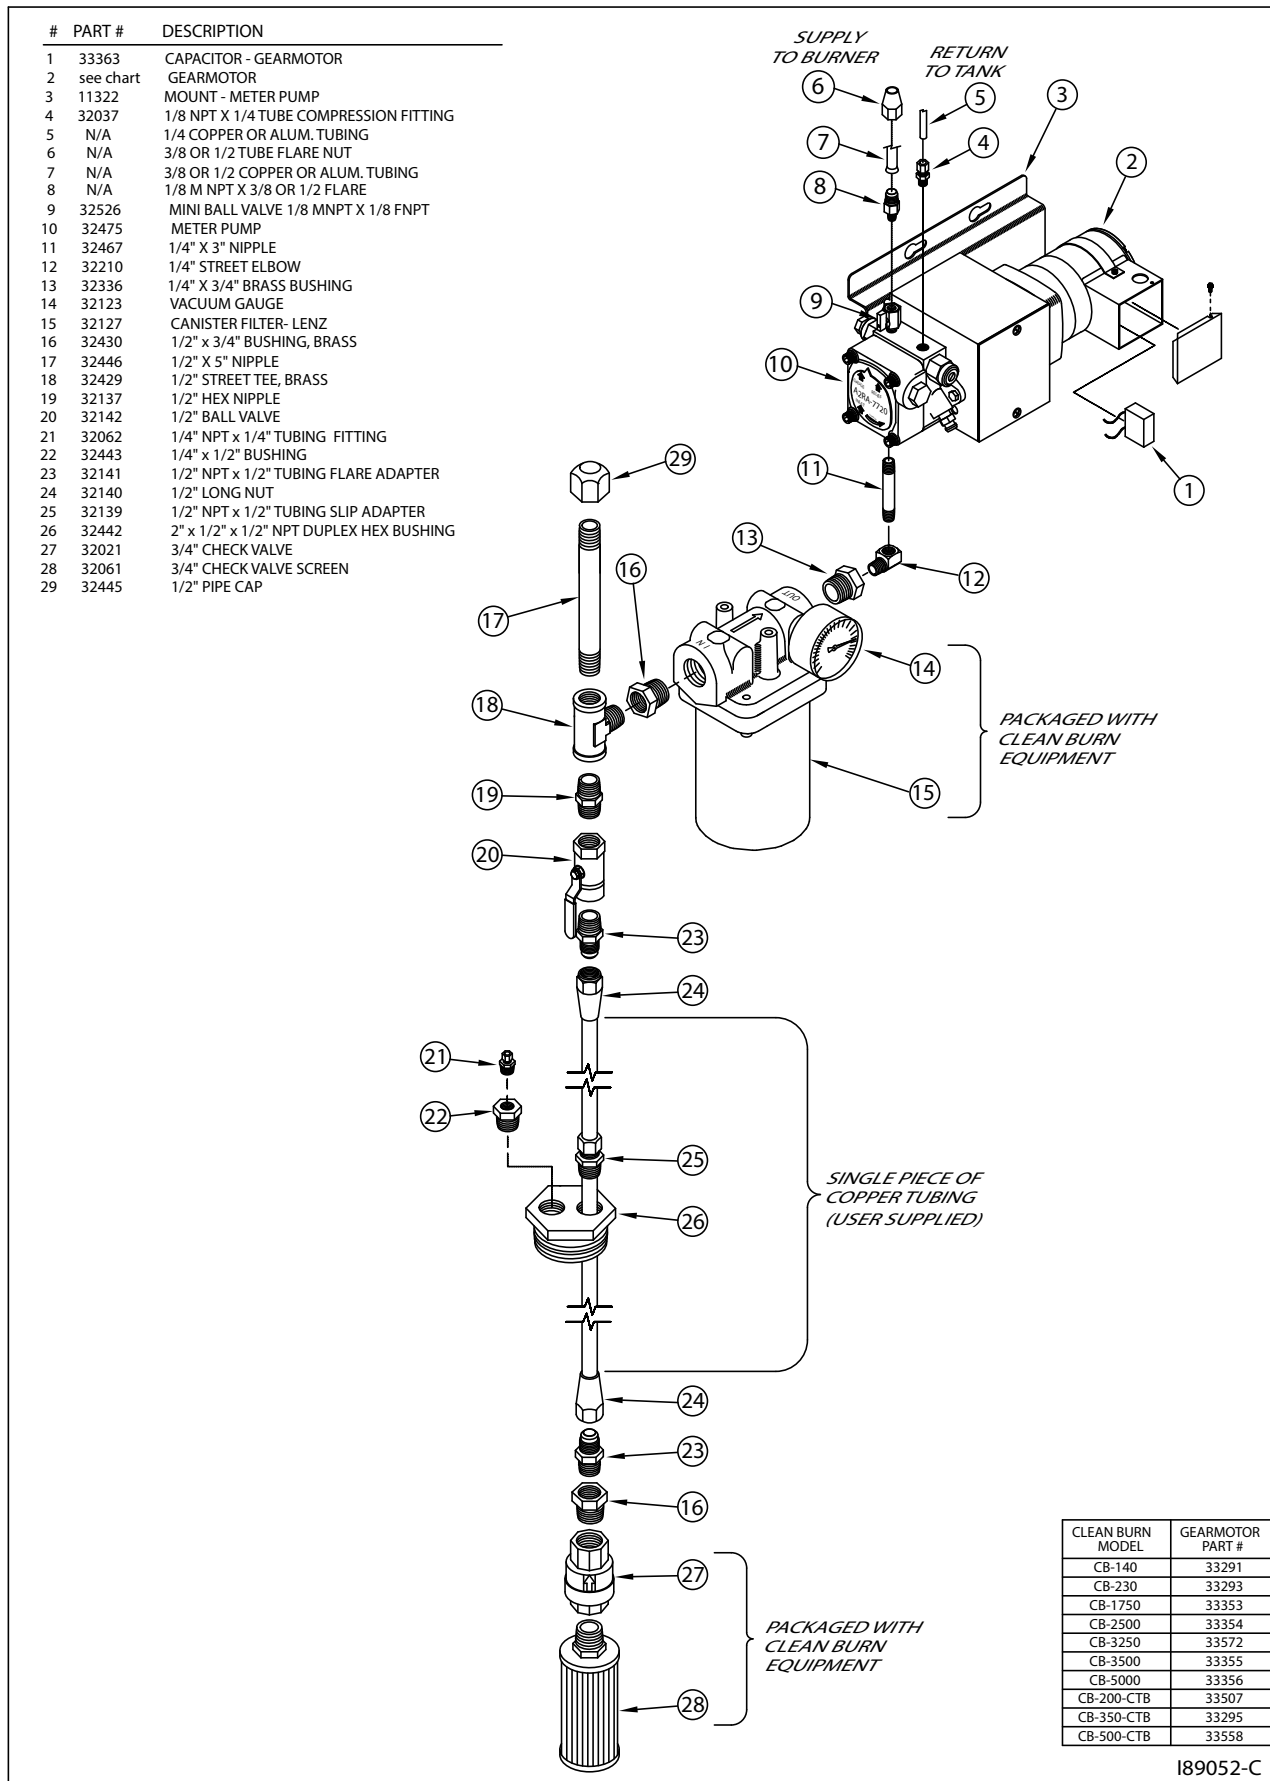 # PART # DESCRIPTION
1 33363 CAPACITOR - GEARMOTOR
2 see chart GEARMOTOR
3 11322 MOUNT - METER PUMP
4 32037 1/8 NPT X 1/4 TUBE COMPRESSION FITTING
5 N/A 1/4 COPPER OR ALUM. TUBING
6 N/A 3/8 OR 1/2 TUBE FLARE NUT
7 N/A 3/8 OR 1/2 COPPER OR ALUM. TUBING
8 N/A 1/8 M NPT X 3/8 OR 1/2 FLARE
9 32526 MINI BALL VALVE 1/8 MNPT X 1/8 FNPT
10 32475 METER PUMP
11 32467 1/4" X 3" NIPPLE
12 32210 1/4" STREET ELBOW
13 32336 1/4" X 3/4" BRASS BUSHING
14 32123 VACUUM GAUGE
15 32127 CANISTER FILTER- LENZ
16 32430 1/2" x 3/4" BUSHING, BRASS
17 32446 1/2" X 5" NIPPLE
18 32429 1/2" STREET TEE, BRASS
19 32137 1/2" HEX NIPPLE
20 32142 1/2" BALL VALVE
21 32062 1/4" NPT x 1/4" TUBING FITTING
22 32443 1/4" x 1/2" BUSHING
23 32141 1/2" NPT x 1/2" TUBING FLARE ADAPTER
24 32140 1/2" LONG NUT
25 32139 1/2" NPT x 1/2" TUBING SLIP ADAPTER
26 32442 2" x 1/2" x 1/2" NPT DUPLEX HEX BUSHING
27 32021 3/4" CHECK VALVE
28 32061 3/4" CHECK VALVE SCREEN
29 32445 1/2" PIPE CAP
SUPPLY
TO BURNER
RETURN
TO TANK
6
5
3
7
4
2
8
9
10
A2RA-7720
11
1
29
13
12
16
OUT
IN
17
14
18
PACKAGED WITH
CLEAN BURN
EQUIPMENT
15
19
20
23
24
21
22
25
SINGLE PIECE OF
COPPER TUBING
(USER SUPPLIED)
26
24
23
16
27
PACKAGED WITH
CLEAN BURN
EQUIPMENT
28
CLEAN BURN GEARMOTOR
MODEL PART #
CB-140 33291
CB-230 33293
CB-1750 33353
CB-2500 33354
CB-3250 33572
CB-3500 33355
CB-5000 33356
CB-200-CTB 33507
CB-350-CTB 33295
CB-500-CTB 33558
I89052-C